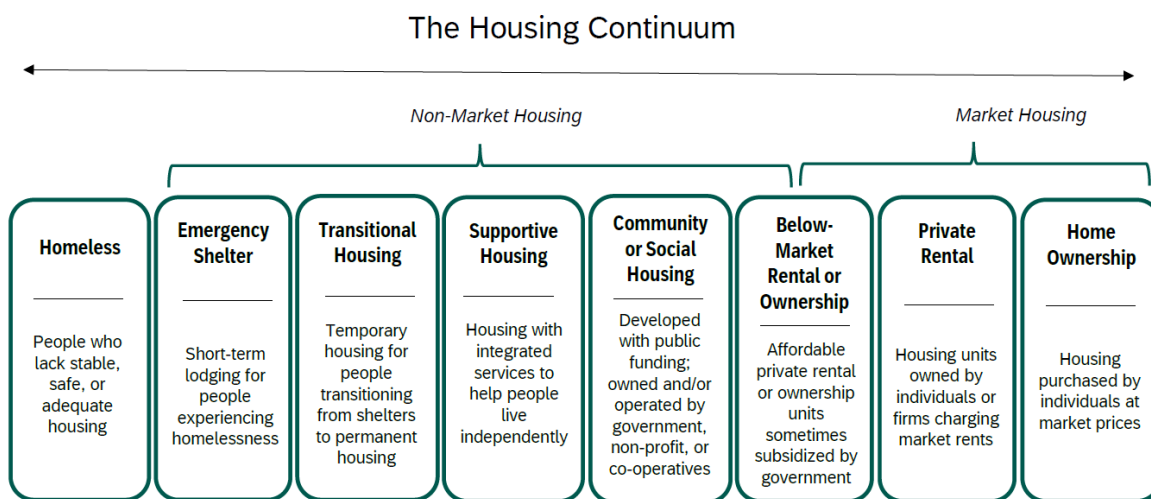 The Housing Continuum
Non-Market Housing
Market Housing
Homeless
People who
lack stable,
safe, or
adequate
housing
Emergency
Shelter
Short-term
lodging for
people
experiencing
homelessness
Transitional
Housing
Temporary
housing for
people
transitioning
from shelters
to permanent
housing
Supportive
Housing
Housing with
integrated
services to
help people
live
independently
Community
or Social
Housing
Developed
with public
funding;
owned and/or
operated by
government,
non-profit, or
co-operatives
Below-
Market
Rental or
Ownership
Affordable
private rental
or ownership
units
sometimes
subsidized by
government
Private
Rental
Housing units
owned by
individuals or
firms charging
market rents
Home
Ownership
Housing
purchased by
individuals at
market prices